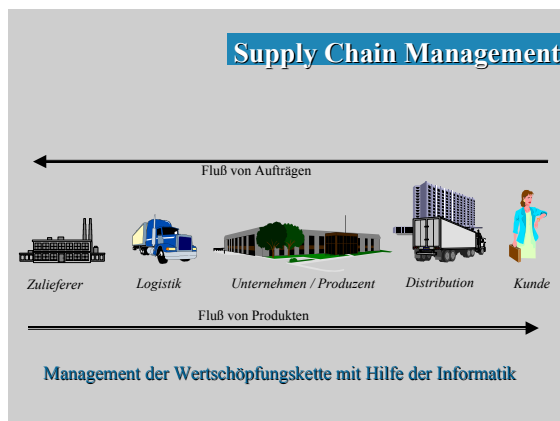 Supply Chain Management
Fluß von Aufträgen
Zulieferer Logistik Unternehmen / Produzent Distribution Kunde
Fluß von Produkten
Management der Wertschöpfungskette mit Hilfe der Informatik